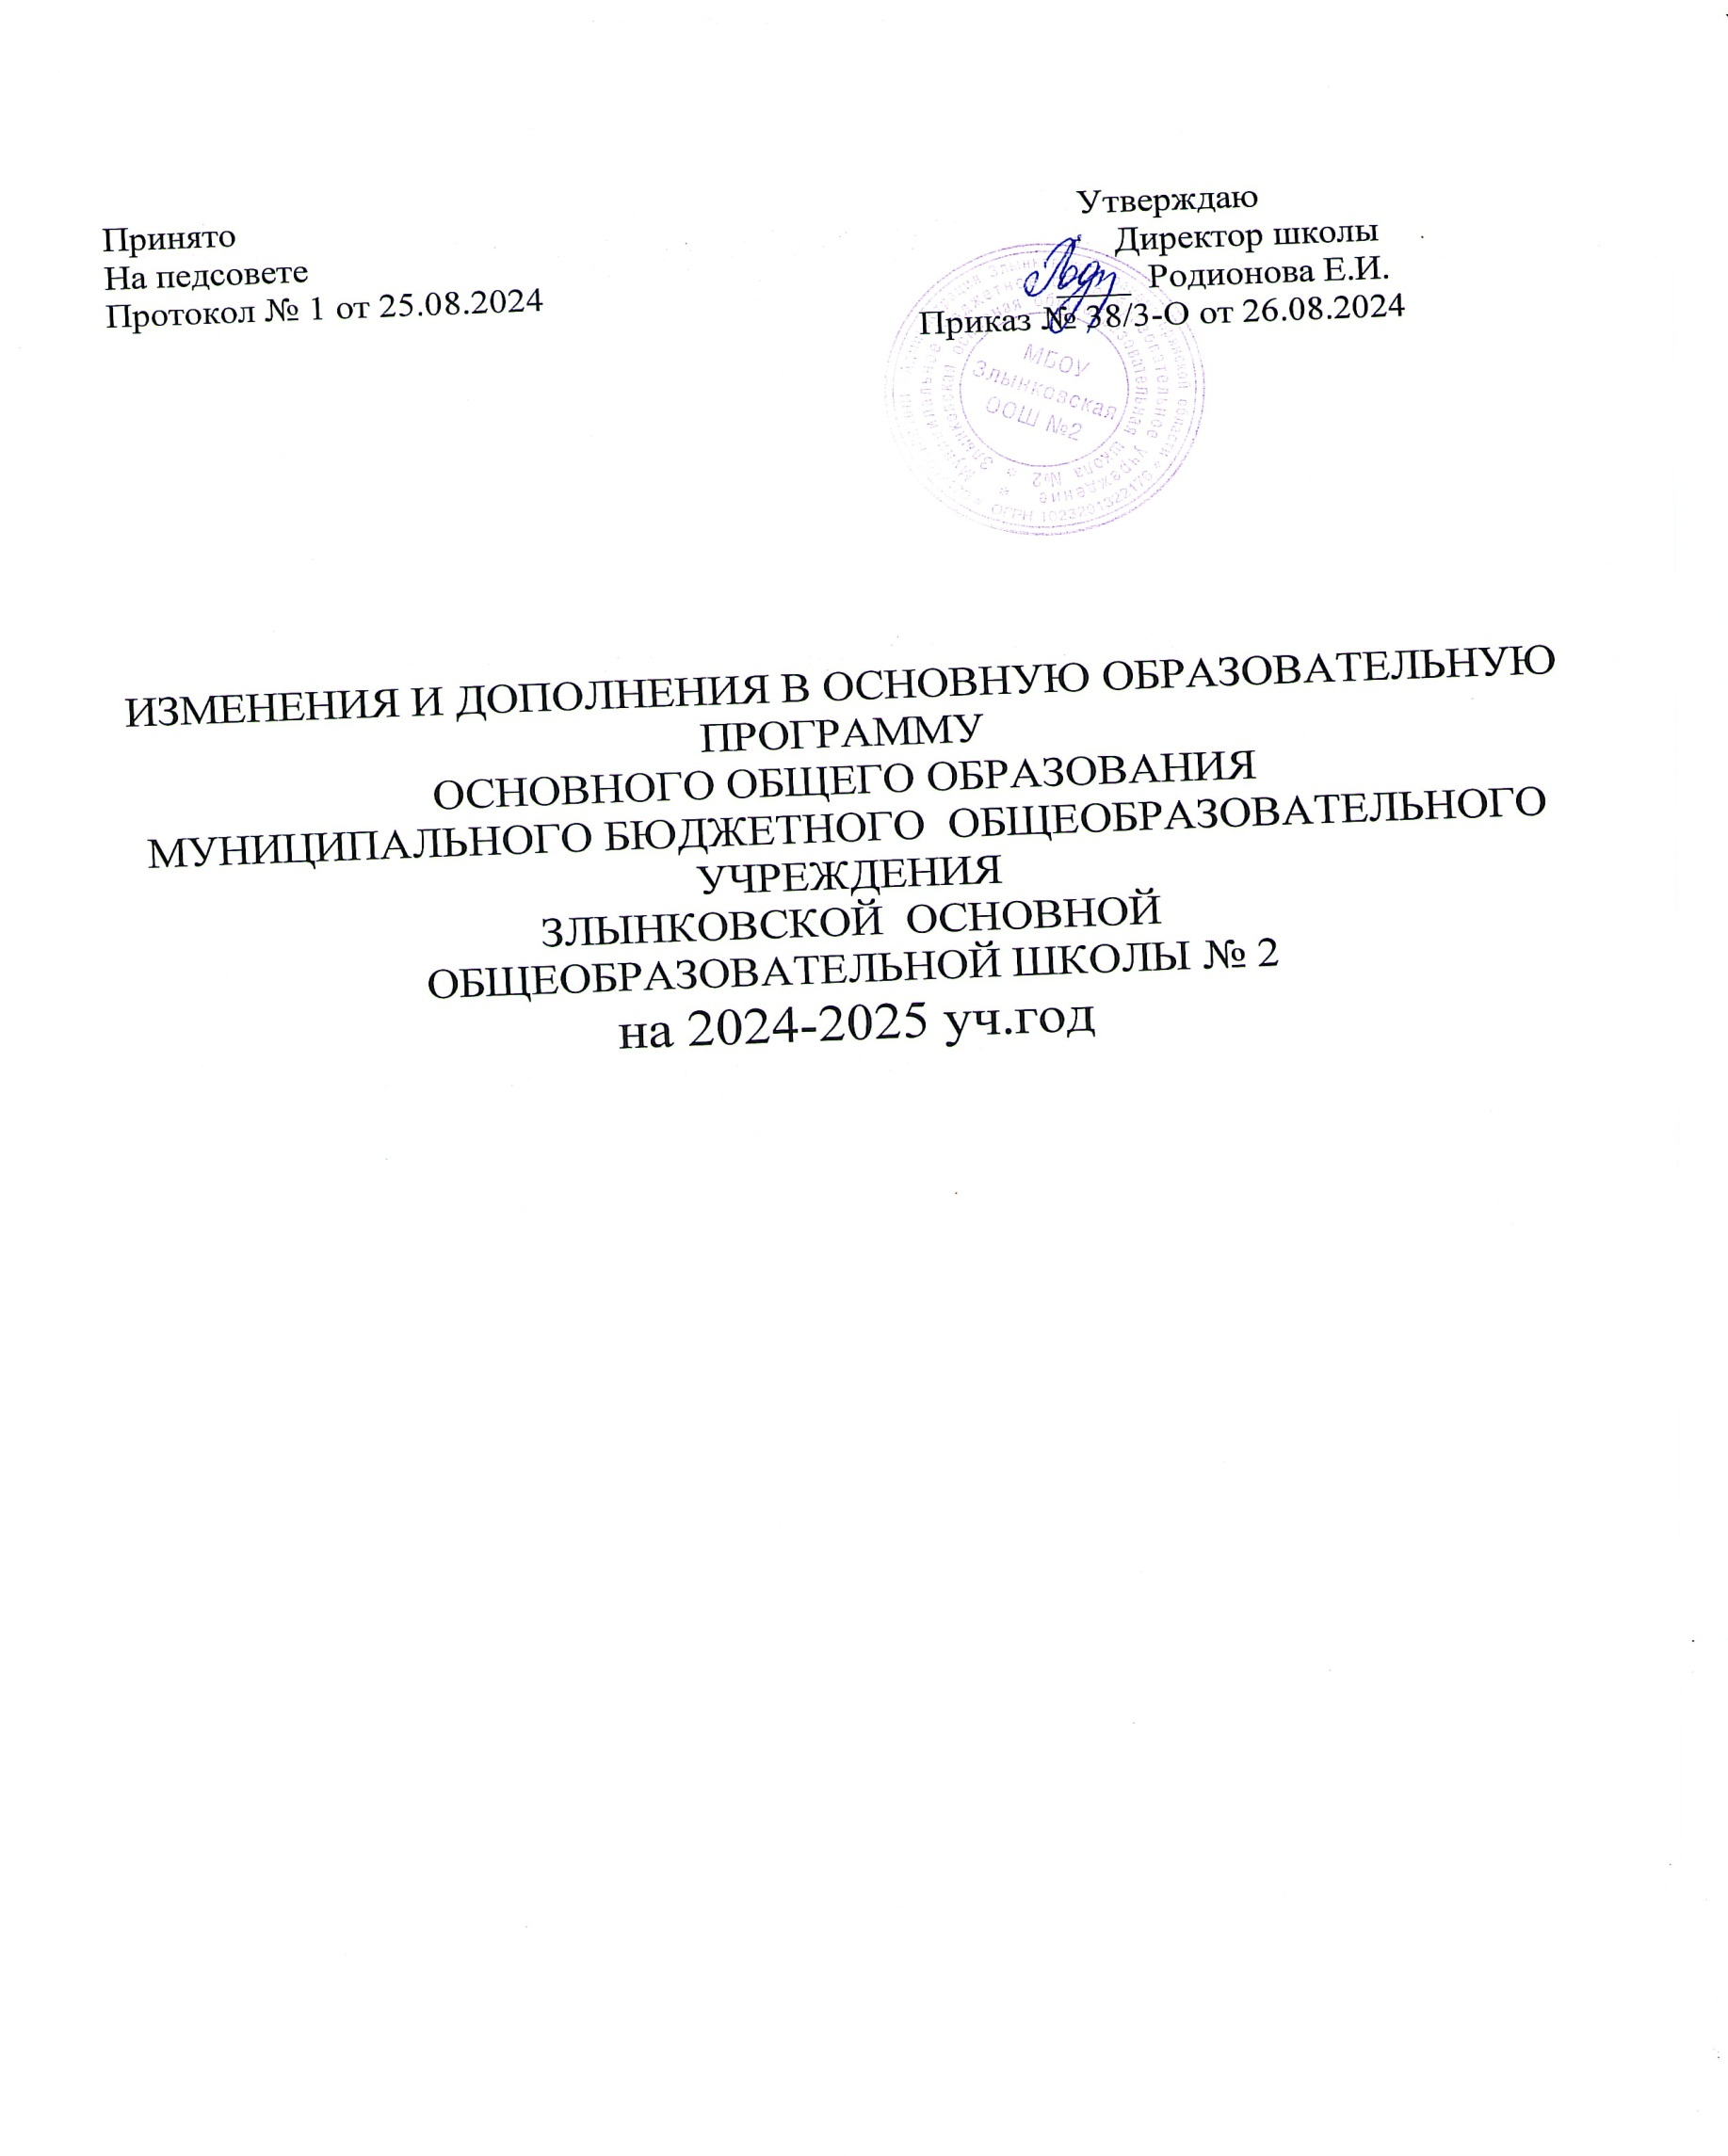 Принято
На педсовете
Протокол № 1 от 25.08.2024
Утверждаю
Директор школы
Родионова Е.И.
Приказ № 38/3-О от 26.08.2024
МБОУ
Злынковская
ООШ №2
ИЗМЕНЕНИЯ И ДОПОЛНЕНИЯ В ОСНОВНУЮ ОБРАЗОВАТЕЛЬНУЮ
ПРОГРАММУ
ОСНОВНОГО ОБЩЕГО ОБРАЗОВАНИЯ
МУНИЦИПАЛЬНОГО БЮДЖЕТНОГО ОБЩЕОБРАЗОВАТЕЛЬНОГО
УЧРЕЖДЕНИЯ
ЗЛЫНКОВСКОЙ ОСНОВНОЙ
ОБЩЕОБРАЗОВАТЕЛЬНОЙ ШКОЛЫ № 2
на 2024-2025 уч.год